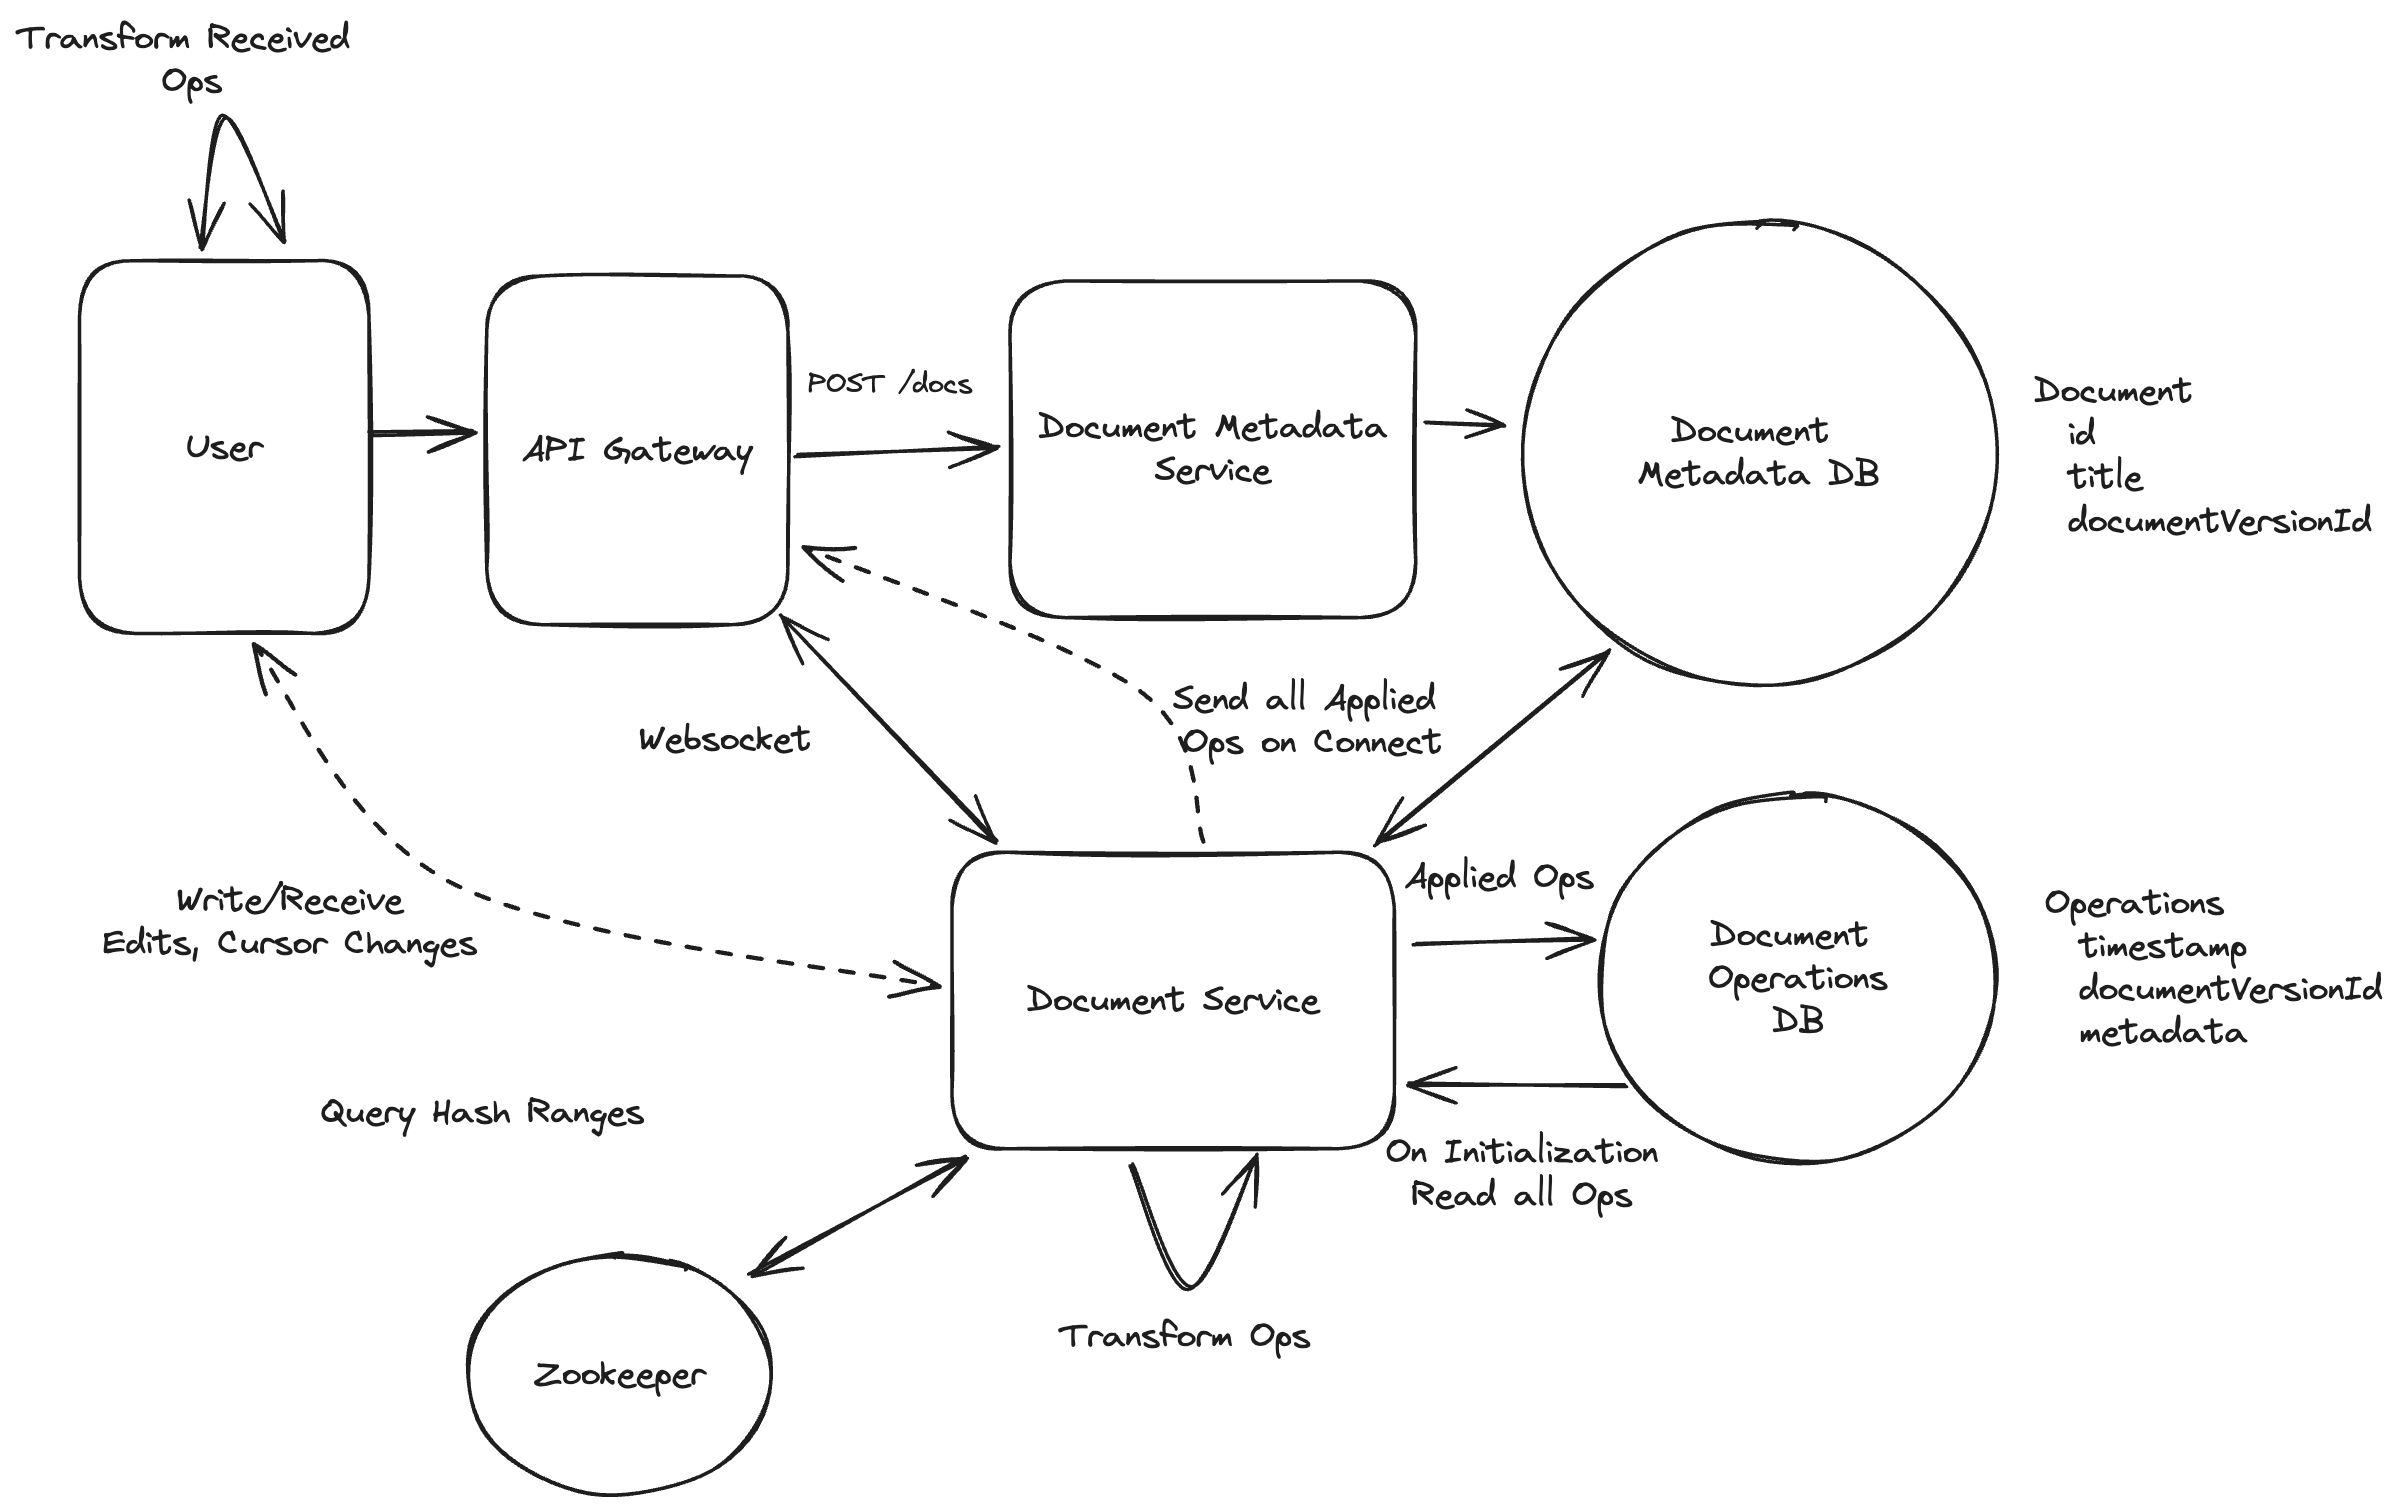 Transform Received
Ops
User
API Gateway
POST /docs
Document Metadata
Service
Document
Metadata DB
Document
id
title
documentVersionId
Websocket
Send all Applied
Ops on Connect
Write/Receive
Edits, Cursor Changes
Document Service
Applied Ops
Document
Operations
DB
Operations
timestamp
documentVersionId
metadata
Query Hash Ranges
On Initialization
Read all Ops
Zookeeper
Transform Ops